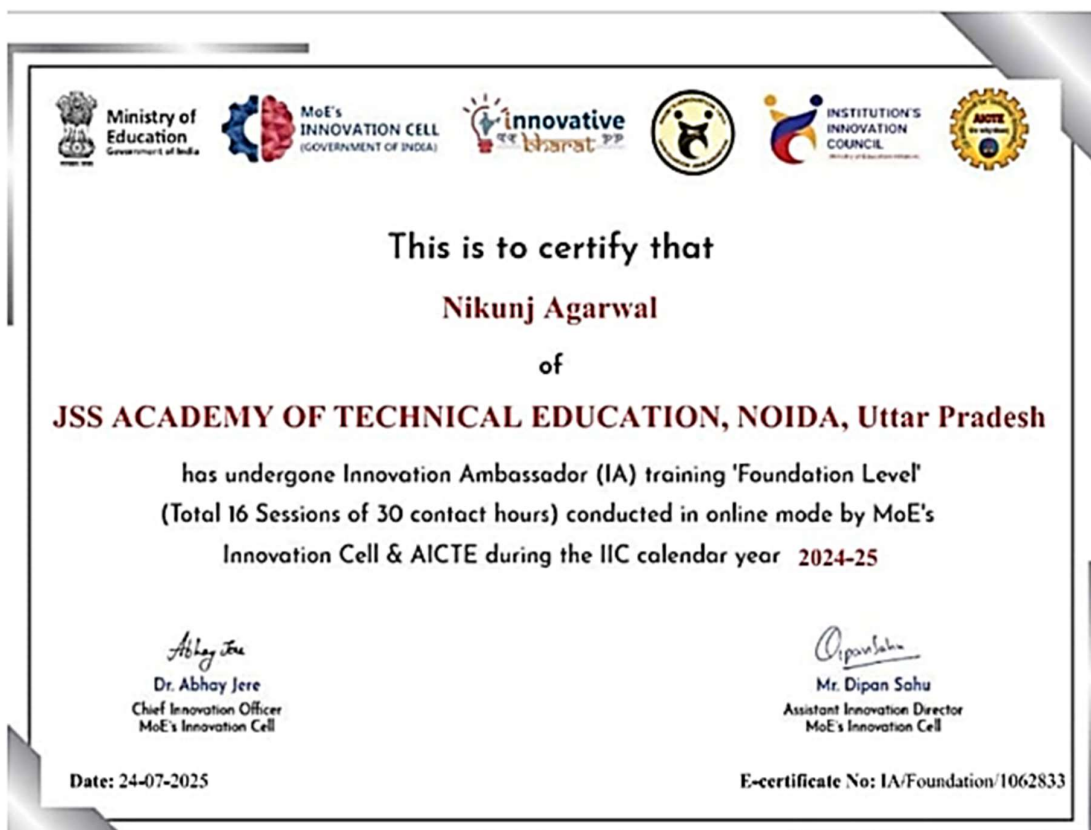 Ministry of
Education
Government of India
MoE's
INNOVATION CELL
(GOVERNMENT OF INDIA)
innovative
bharat
INSTITUTION'S
INNOVATION
COUNCIL
AICTE
This is to certify that
Nikunj Agarwal
of
JSS ACADEMY OF TECHNICAL EDUCATION, NOIDA, Uttar Pradesh
has undergone Innovation Ambassador (IA) training 'Foundation Level'
(Total 16 Sessions of 30 contact hours) conducted in online mode by MoE's
Innovation Cell & AICTE during the IIC calendar year 2024-25
Abhay Jere
DipanSahu
Dr. Abhay Jere
Mr. Dipan Sahu
Chief Innovation Officer
Assistant Innovation Director
MoE's Innovation Cell
MoE's Innovation Cell
Date: 24-07-2025
E-certificate No: IA/Foundation/1062833